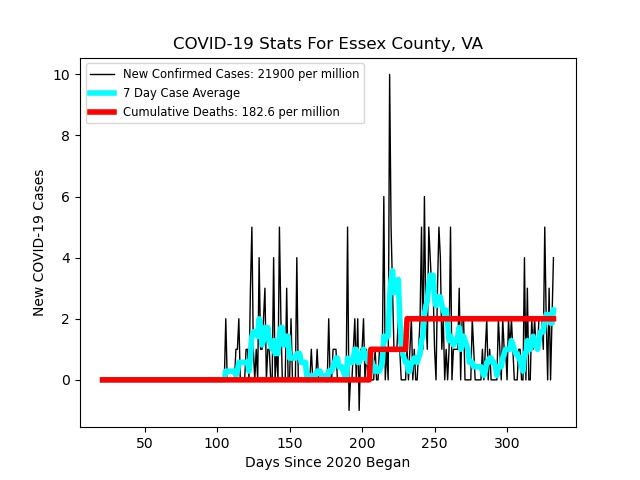 COVID-19 Stats For Essex County, VA
New Confirmed Cases: 21900 per million
7 Day Case Average
Cumulative Deaths: 182.6 per million
New COVID-19 Cases
10
8
6
4
2
0
50 100 150 200 250 300
Days Since 2020 Began